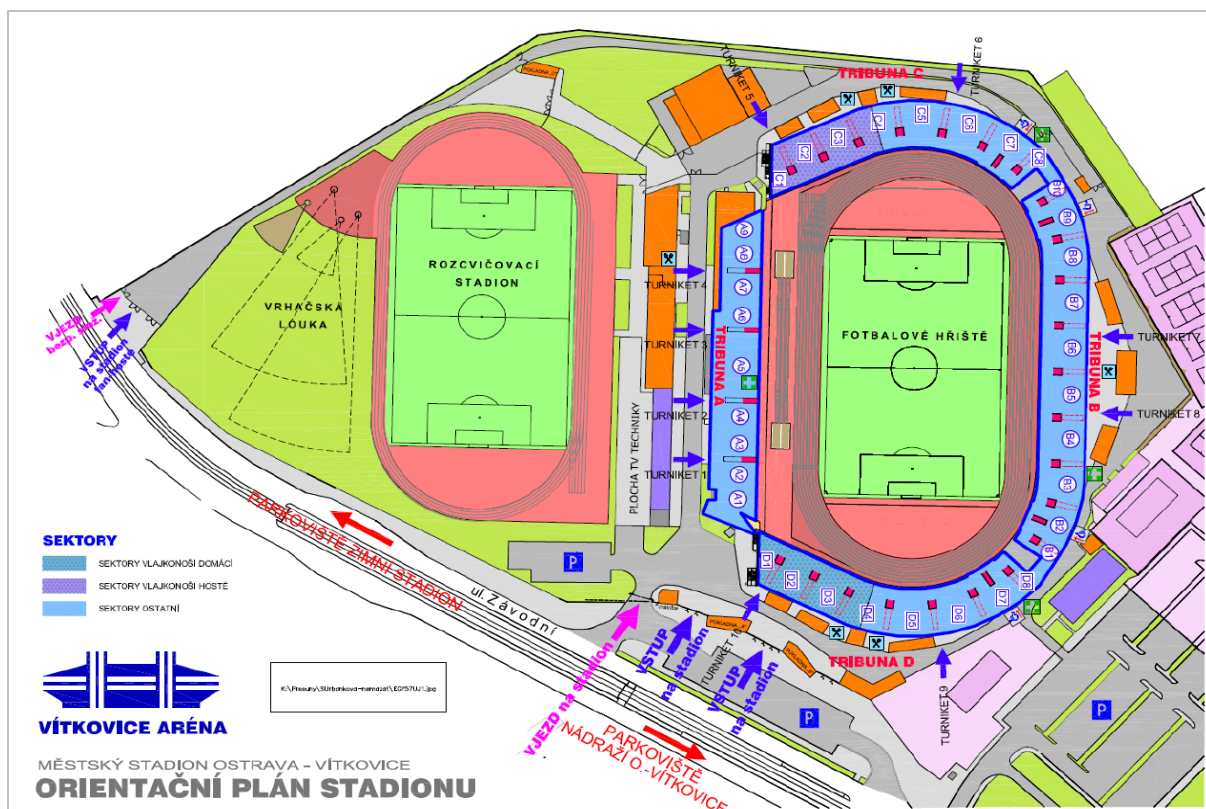 POKLADNA „C"
TURNIKET 5
TRIBUNA C
TURNIKET 6
C1
C2
C3
C4
C5
C6
C7
C8
B10
B9
B8
B7
B6
B5
B4
B3
B2
B1
A9
A8
A7
A6
A5
A4
A3
A2
A1
ROZCVIČOVACÍ
STADION
VRHAČSKÁ
LOUKA
FOTBALOVÉ HŘIŠTĚ
TURNIKET 4
TURNIKET 3
TURNIKET 2
TURNIKET 1
TRIBUNA A
TRIBUNA B
TURNIKET 7
TURNIKET 8
PLOCHA TV TECHNIKY
VJEZD
VSTUP
na stadion
fan.hosté
D1
D2
D3
D4
D5
D6
D7
D8
TRIBUNA D
TURNIKET 9
TURNIKET 10
P
P
P
PARKOVIŠTĚ ZIMNI STADION
ul. Závodní
VJEZD na stadion
VSTUP
na stadion
VSTUP
na stadion
PARKOVIŠTĚ
NÁDRAŽÍ O.-VÍTKOVICE
SEKTORY
SEKTORY VLAJKONOŠI DOMÁCÍ
SEKTORY VLAJKONOŠI HOSTÉ
SEKTORY OSTATNÍ
VÍTKOVICE ARÉNA
MĚSTSKÝ STADION OSTRAVA - VÍTKOVICE
ORIENTAČNÍ PLÁN STADIONU